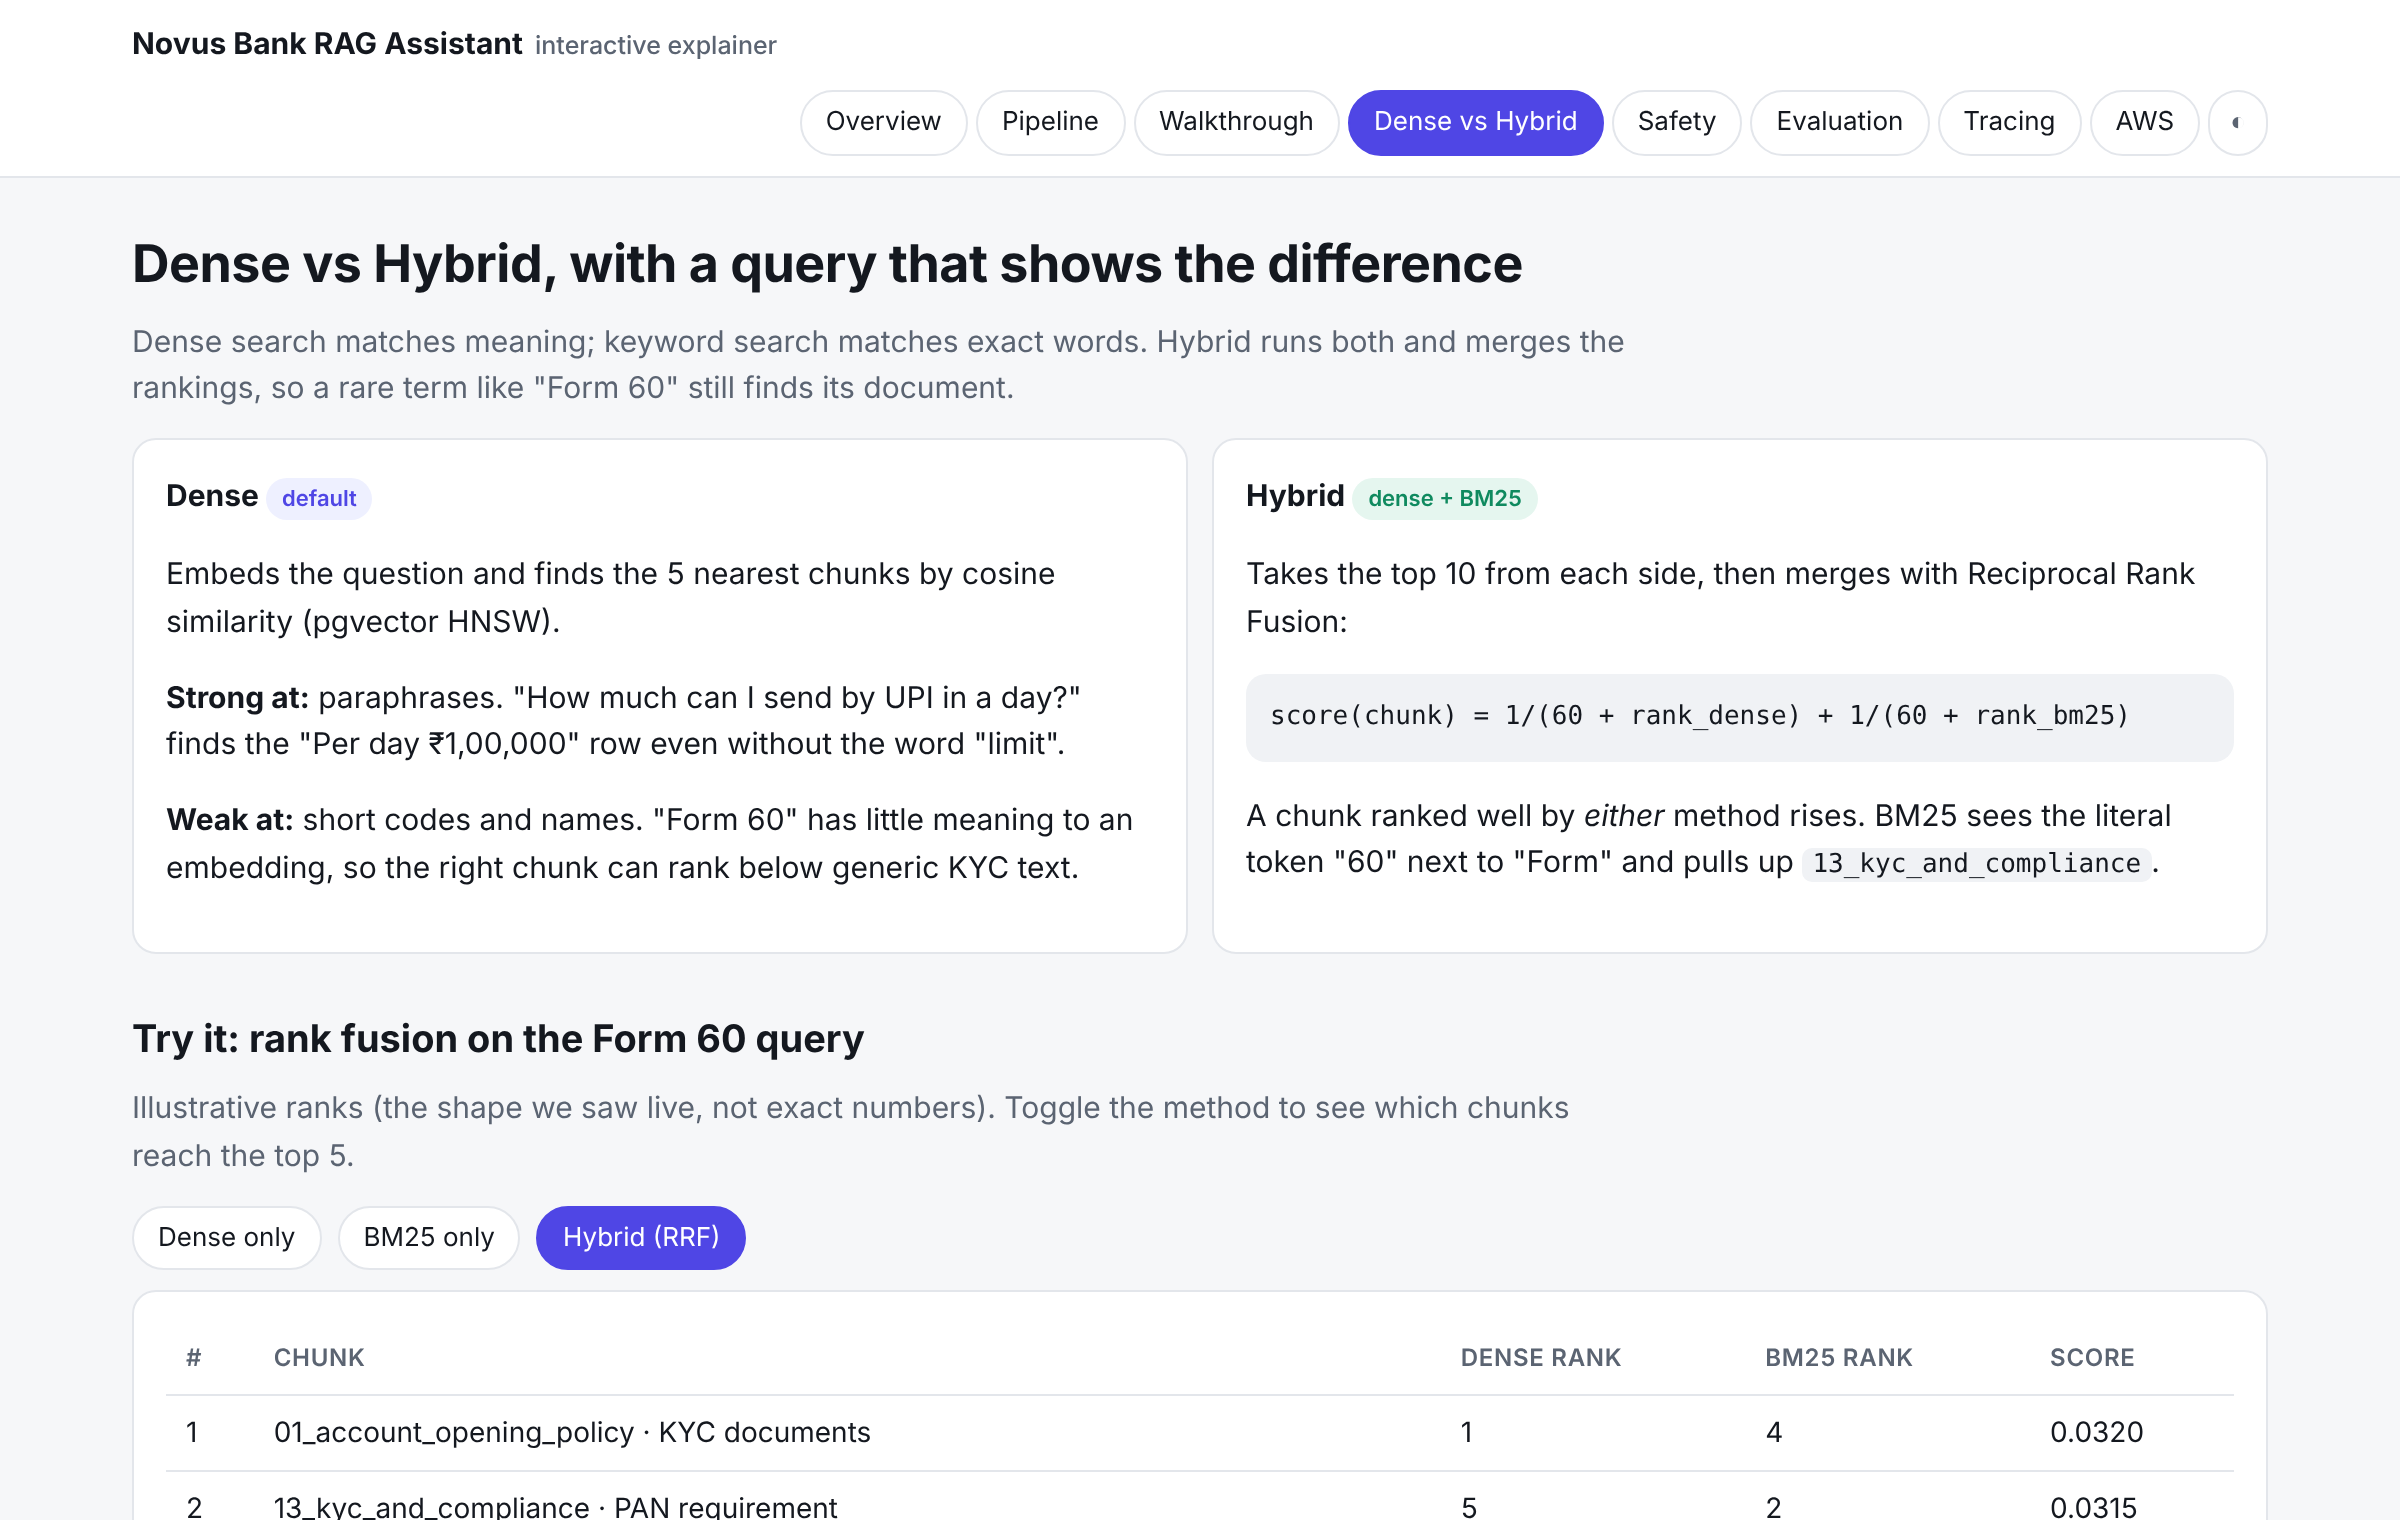 Novus Bank RAG Assistant interactive explainer
Overview Pipeline Walkthrough Dense vs Hybrid Safety Evaluation Tracing AWS
Dense vs Hybrid, with a query that shows the difference
Dense search matches meaning; keyword search matches exact words. Hybrid runs both and merges the
rankings, so a rare term like "Form 60" still finds its document.
Dense default
Embeds the question and finds the 5 nearest chunks by cosine
similarity (pgvector HNSW).
Strong at: paraphrases. "How much can I send by UPI in a day?"
finds the "Per day ₹1,00,000" row even without the word "limit".
Weak at: short codes and names. "Form 60" has little meaning to an
embedding, so the right chunk can rank below generic KYC text.
Hybrid dense + BM25
Takes the top 10 from each side, then merges with Reciprocal Rank
Fusion:
score(chunk) = 1/(60 + rank_dense) + 1/(60 + rank_bm25)
A chunk ranked well by either method rises. BM25 sees the literal
token "60" next to "Form" and pulls up 13_kyc_and_compliance.
Try it: rank fusion on the Form 60 query
Illustrative ranks (the shape we saw live, not exact numbers). Toggle the method to see which chunks
reach the top 5.
Dense only BM25 only Hybrid (RRF)
# CHUNK DENSE RANK BM25 RANK SCORE
1 01_account_opening_policy · KYC documents 1 4 0.0320
2 13_kyc_and_compliance · PAN requirement 5 2 0.0315